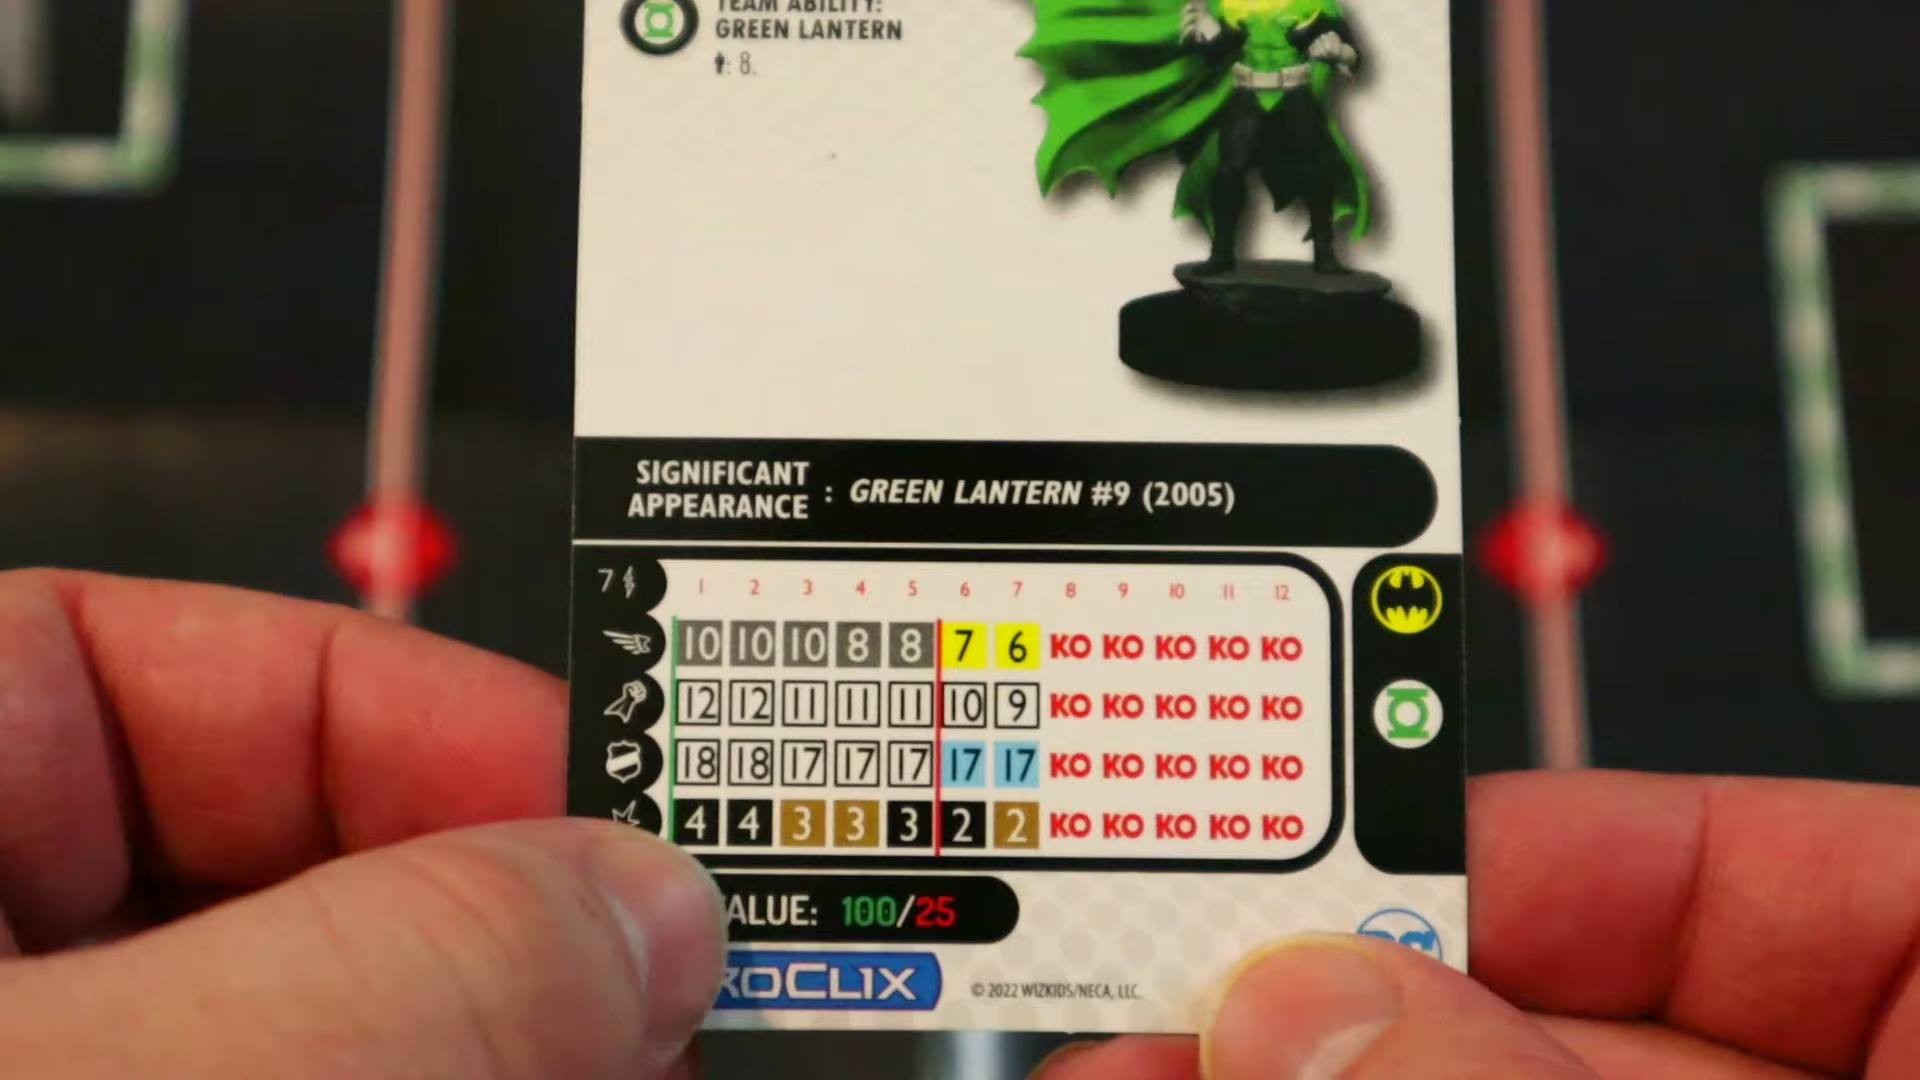 TEAM ABILITY:
GREEN LANTERN
: 8.
SIGNIFICANT
APPEARANCE : GREEN LANTERN #9 (2005)
7 1 2 3 4 5 6 7 8 9 10 11 12
10 10 10 8 8 7 6 KO KO KO KO KO
12 12 11 11 11 10 9 KO KO KO KO KO
18 18 17 17 17 17 17 KO KO KO KO KO
4 4 3 3 3 2 2 KO KO KO KO KO
ALUE: 100/25
ROCLIX
© 2022 WIZKIDS/NECA, LLC.